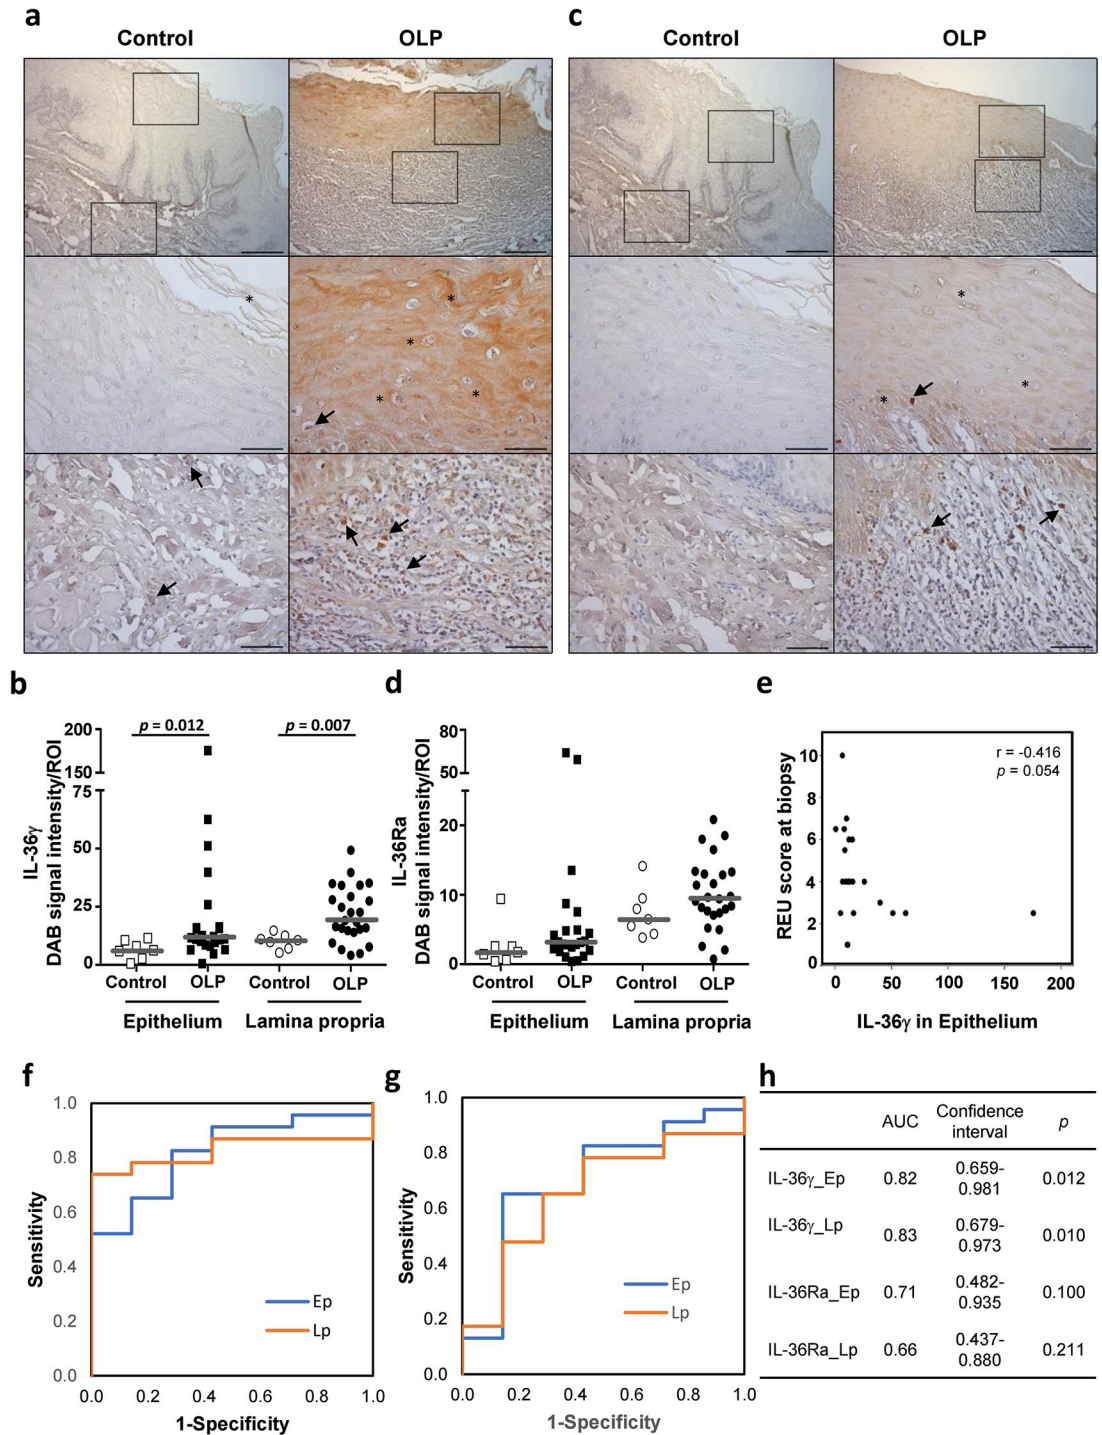 a
Control
OLP
*
*
*
*
*
c
Control
OLP
*
*
*
b
IL-36γ
DAB signal intensity/ROI
200
150
75
50
25
0
p = 0.012
p = 0.007
Control
OLP
Control
OLP
Epithelium
Lamina propria
d
IL-36Ra
DAB signal intensity/ROI
80
50
20
10
0
Control
OLP
Control
OLP
Epithelium
Lamina propria
e
REU score at biopsy
10
8
6
4
2
0
r = -0.416
p = 0.054
0
50
100
150
200
IL-36γ in Epithelium
f
Sensitivity
1.0
0.8
0.6
0.4
0.2
0.0
Ep
Lp
0.0
0.2
0.4
0.6
0.8
1.0
1-Specificity
g
Sensitivity
1.0
0.8
0.6
0.4
0.2
0.0
Ep
Lp
0.0
0.2
0.4
0.6
0.8
1.0
1-Specificity
h
AUC
Confidence
interval
p
IL-36γ_Ep
0.82
0.659-
0.981
0.012
IL-36γ_Lp
0.83
0.679-
0.973
0.010
IL-36Ra_Ep
0.71
0.482-
0.935
0.100
IL-36Ra_Lp
0.66
0.437-
0.880
0.211